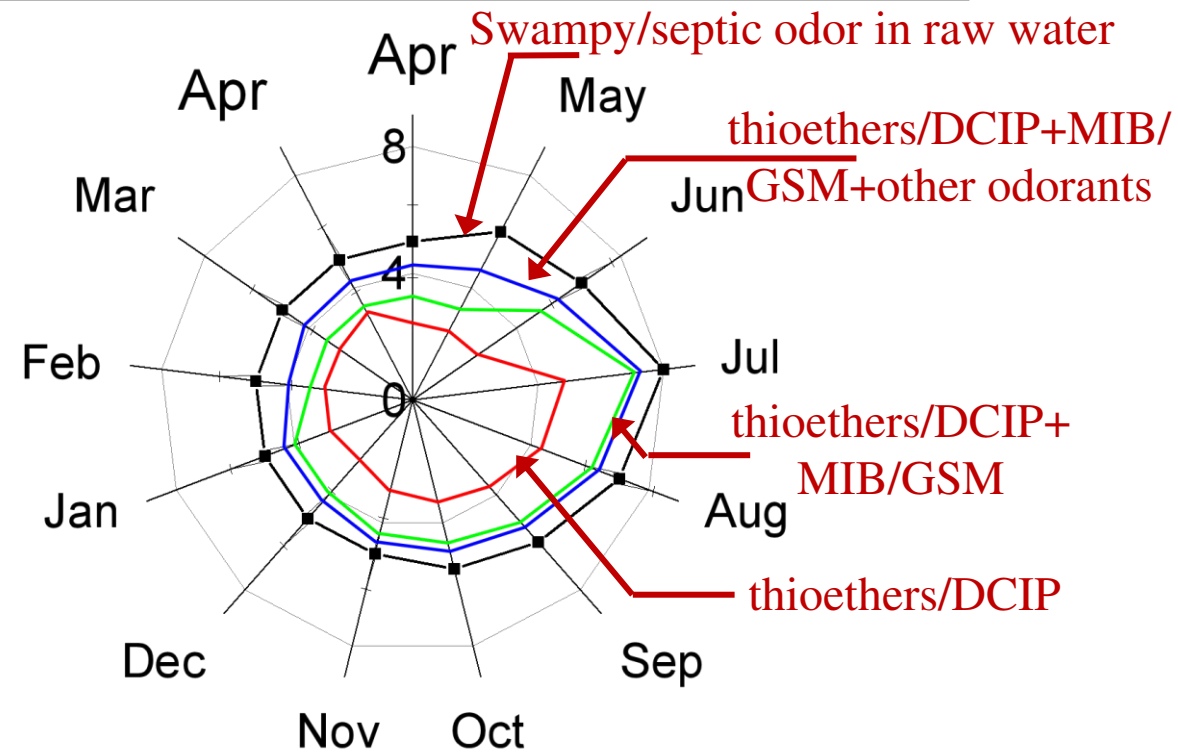 Swampy/septic odor in raw water
Apr
Apr
May
thioethers/DCIP+MIB/
GSM+other odorants
8
Mar
Jun
4
Feb
Jul
0
thioethers/DCIP+
MIB/GSM
Jan
Aug
thioethers/DCIP
Dec
Sep
Nov
Oct